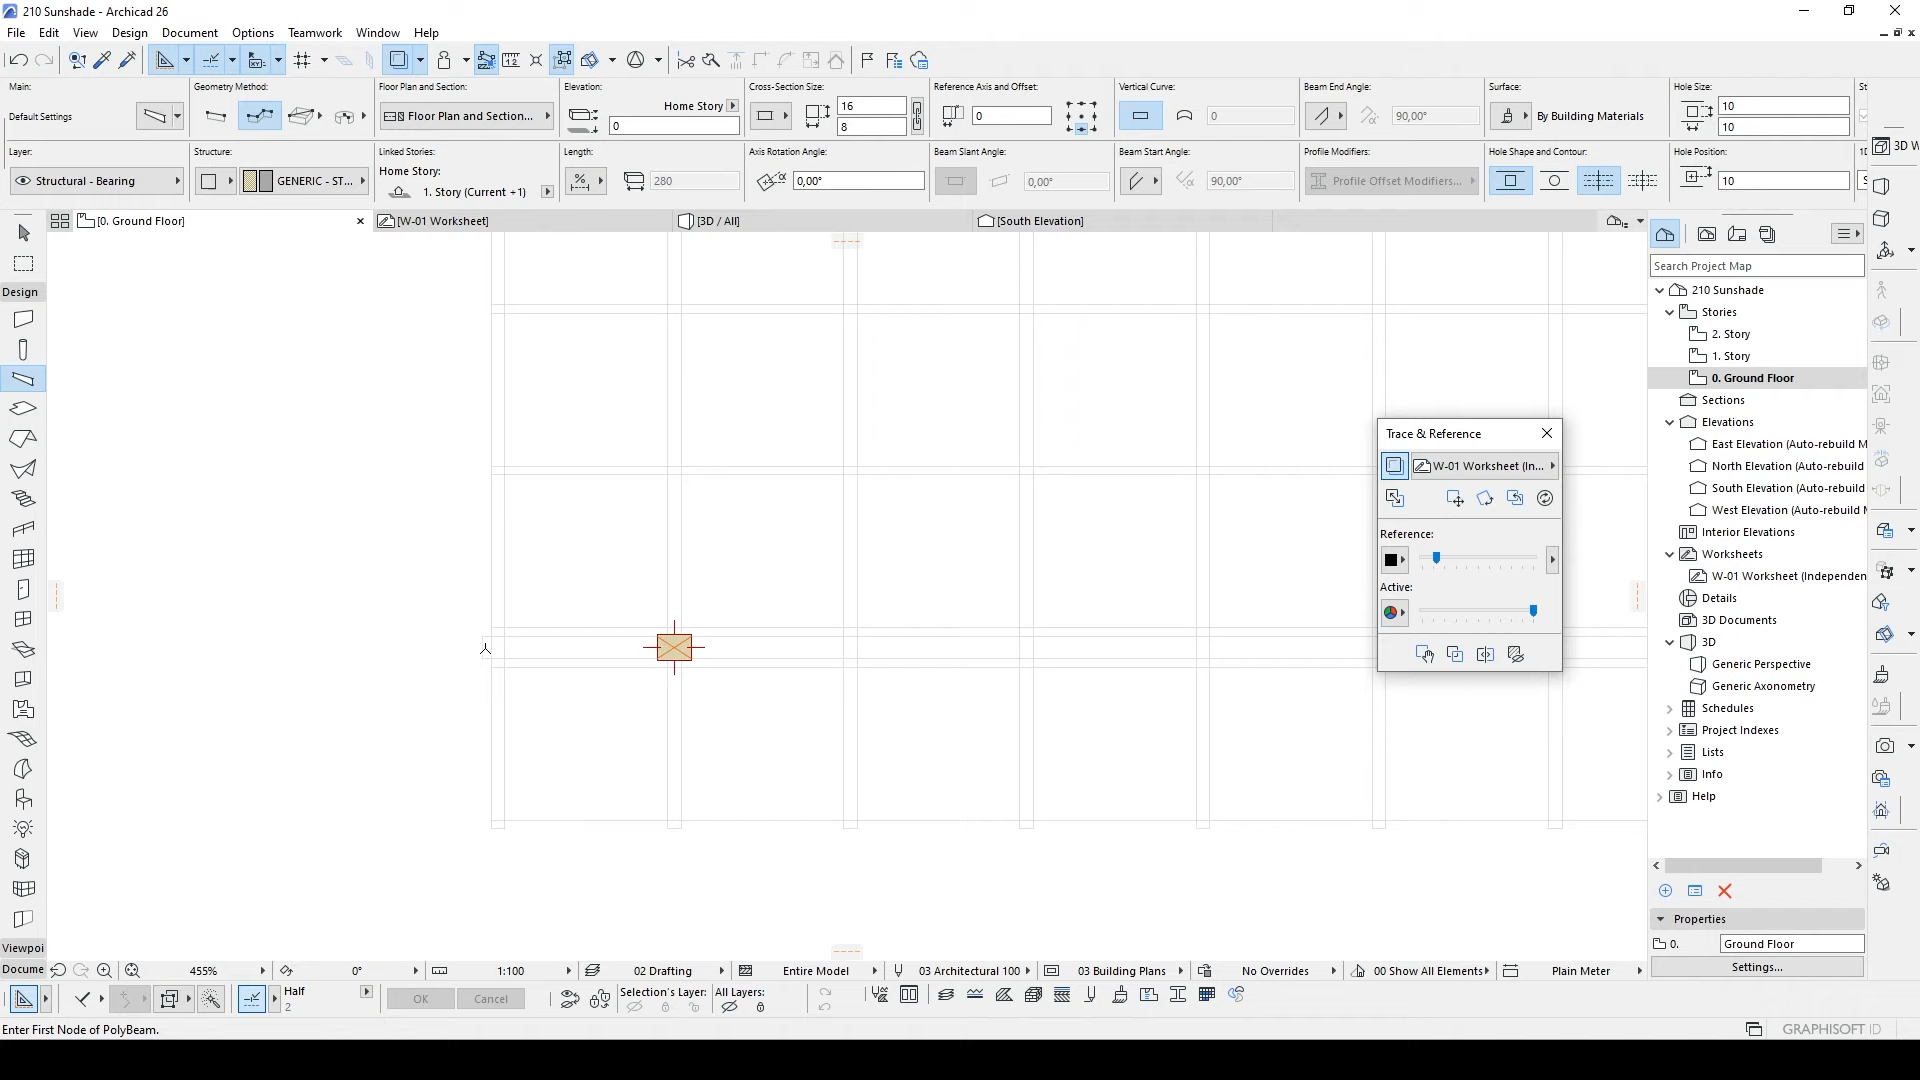 210 Sunshade - Archicad 26
File Edit View Design Document Options Teamwork Window Help
Main:
Default Settings
Geometry Method:
Floor Plan and Section:
Floor Plan and Section...
Elevation:
Home Story
0
Cross-Section Size:
16
8
Reference Axis and Offset:
0
Vertical Curve:
0
Beam End Angle:
90,00°
Surface:
By Building Materials
Hole Size:
10
10
Layer:
Structural - Bearing
Structure:
GENERIC - ST...
Linked Stories:
Home Story:
1. Story (Current +1)
Length:
280
Axis Rotation Angle:
0,00°
Beam Slant Angle:
0,00°
Beam Start Angle:
90,00°
Profile Modifiers:
Profile Offset Modifiers...
Hole Shape and Contour:
Hole Position:
10
3D W
[0. Ground Floor]
[W-01 Worksheet]
[3D / All]
[South Elevation]
Design
Viewpoi
Docume
Trace & Reference
W-01 Worksheet (In...
Reference:
Active:
Search Project Map
210 Sunshade
Stories
2. Story
1. Story
0. Ground Floor
Sections
Elevations
East Elevation (Auto-rebuild M
North Elevation (Auto-rebuild
South Elevation (Auto-rebuild
West Elevation (Auto-rebuild M
Interior Elevations
Worksheets
W-01 Worksheet (Independen
Details
3D Documents
3D
Generic Perspective
Generic Axonometry
Schedules
Project Indexes
Lists
Info
Help
Properties
0. Ground Floor
Settings...
455% 0° 1:100 02 Drafting Entire Model 03 Architectural 100 03 Building Plans No Overrides 00 Show All Elements Plain Meter
Half
2
OK Cancel
Selection's Layer: All Layers:
Enter First Node of PolyBeam.
GRAPHISOFT ID